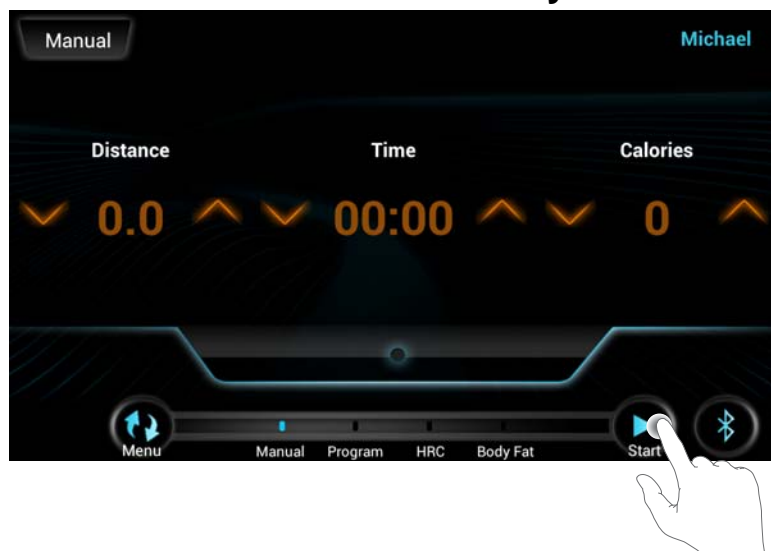 Manual
Michael
Distance Time Calories
0.0 00:00 0
Menu Manual Program HRC Body Fat Start